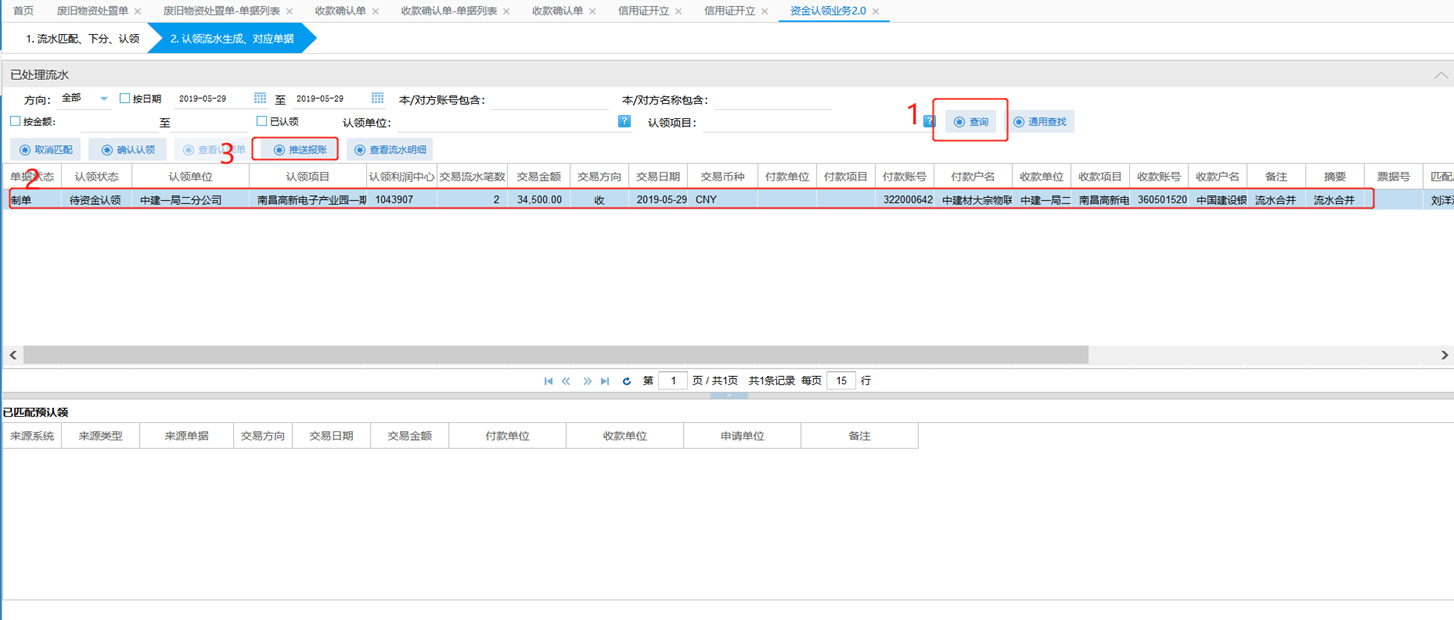 首页 废旧物资处置单 废旧物资处置单-单据列表 收款确认单 收款确认单-单据列表 收款确认单 信用证开立 信用证开立 资金认领业务2.0
1. 流水匹配、下分、认领 2. 认领流水生成、对应单据
已处理流水
方向: 全部 按日期 2019-05-29 至 2019-05-29 本/对方账号包含: 本/对方名称包含:
按金额: 至 已认领 认领单位: ? 认领项目: ? 1 查询 通用查找
取消匹配 确认认领 查看 单 3 推送报账 查看流水明细
2
单据状态 认领状态 认领单位 认领项目 认领利润中心 交易流水笔数 交易金额 交易方向 交易日期 交易币种 付款单位 付款项目 付款账号 付款户名 收款单位 收款项目 收款账号 收款户名 备注 摘要 票据号 匹配
制单 待资金认领 中建一局二分公司 南昌高新电子产业园一期 1043907 2 34,500.00 收 2019-05-29 CNY 322000642 中建材大宗物联 中建一局二 南昌高新电 360501520 中国建设银 流水合并 流水合并 刘洋
第 1 页 / 共1页 共1条记录 每页 15 行
已匹配预认领
来源系统 来源类型 来源单据 交易方向 交易日期 交易金额 付款单位 收款单位 申请单位 备注